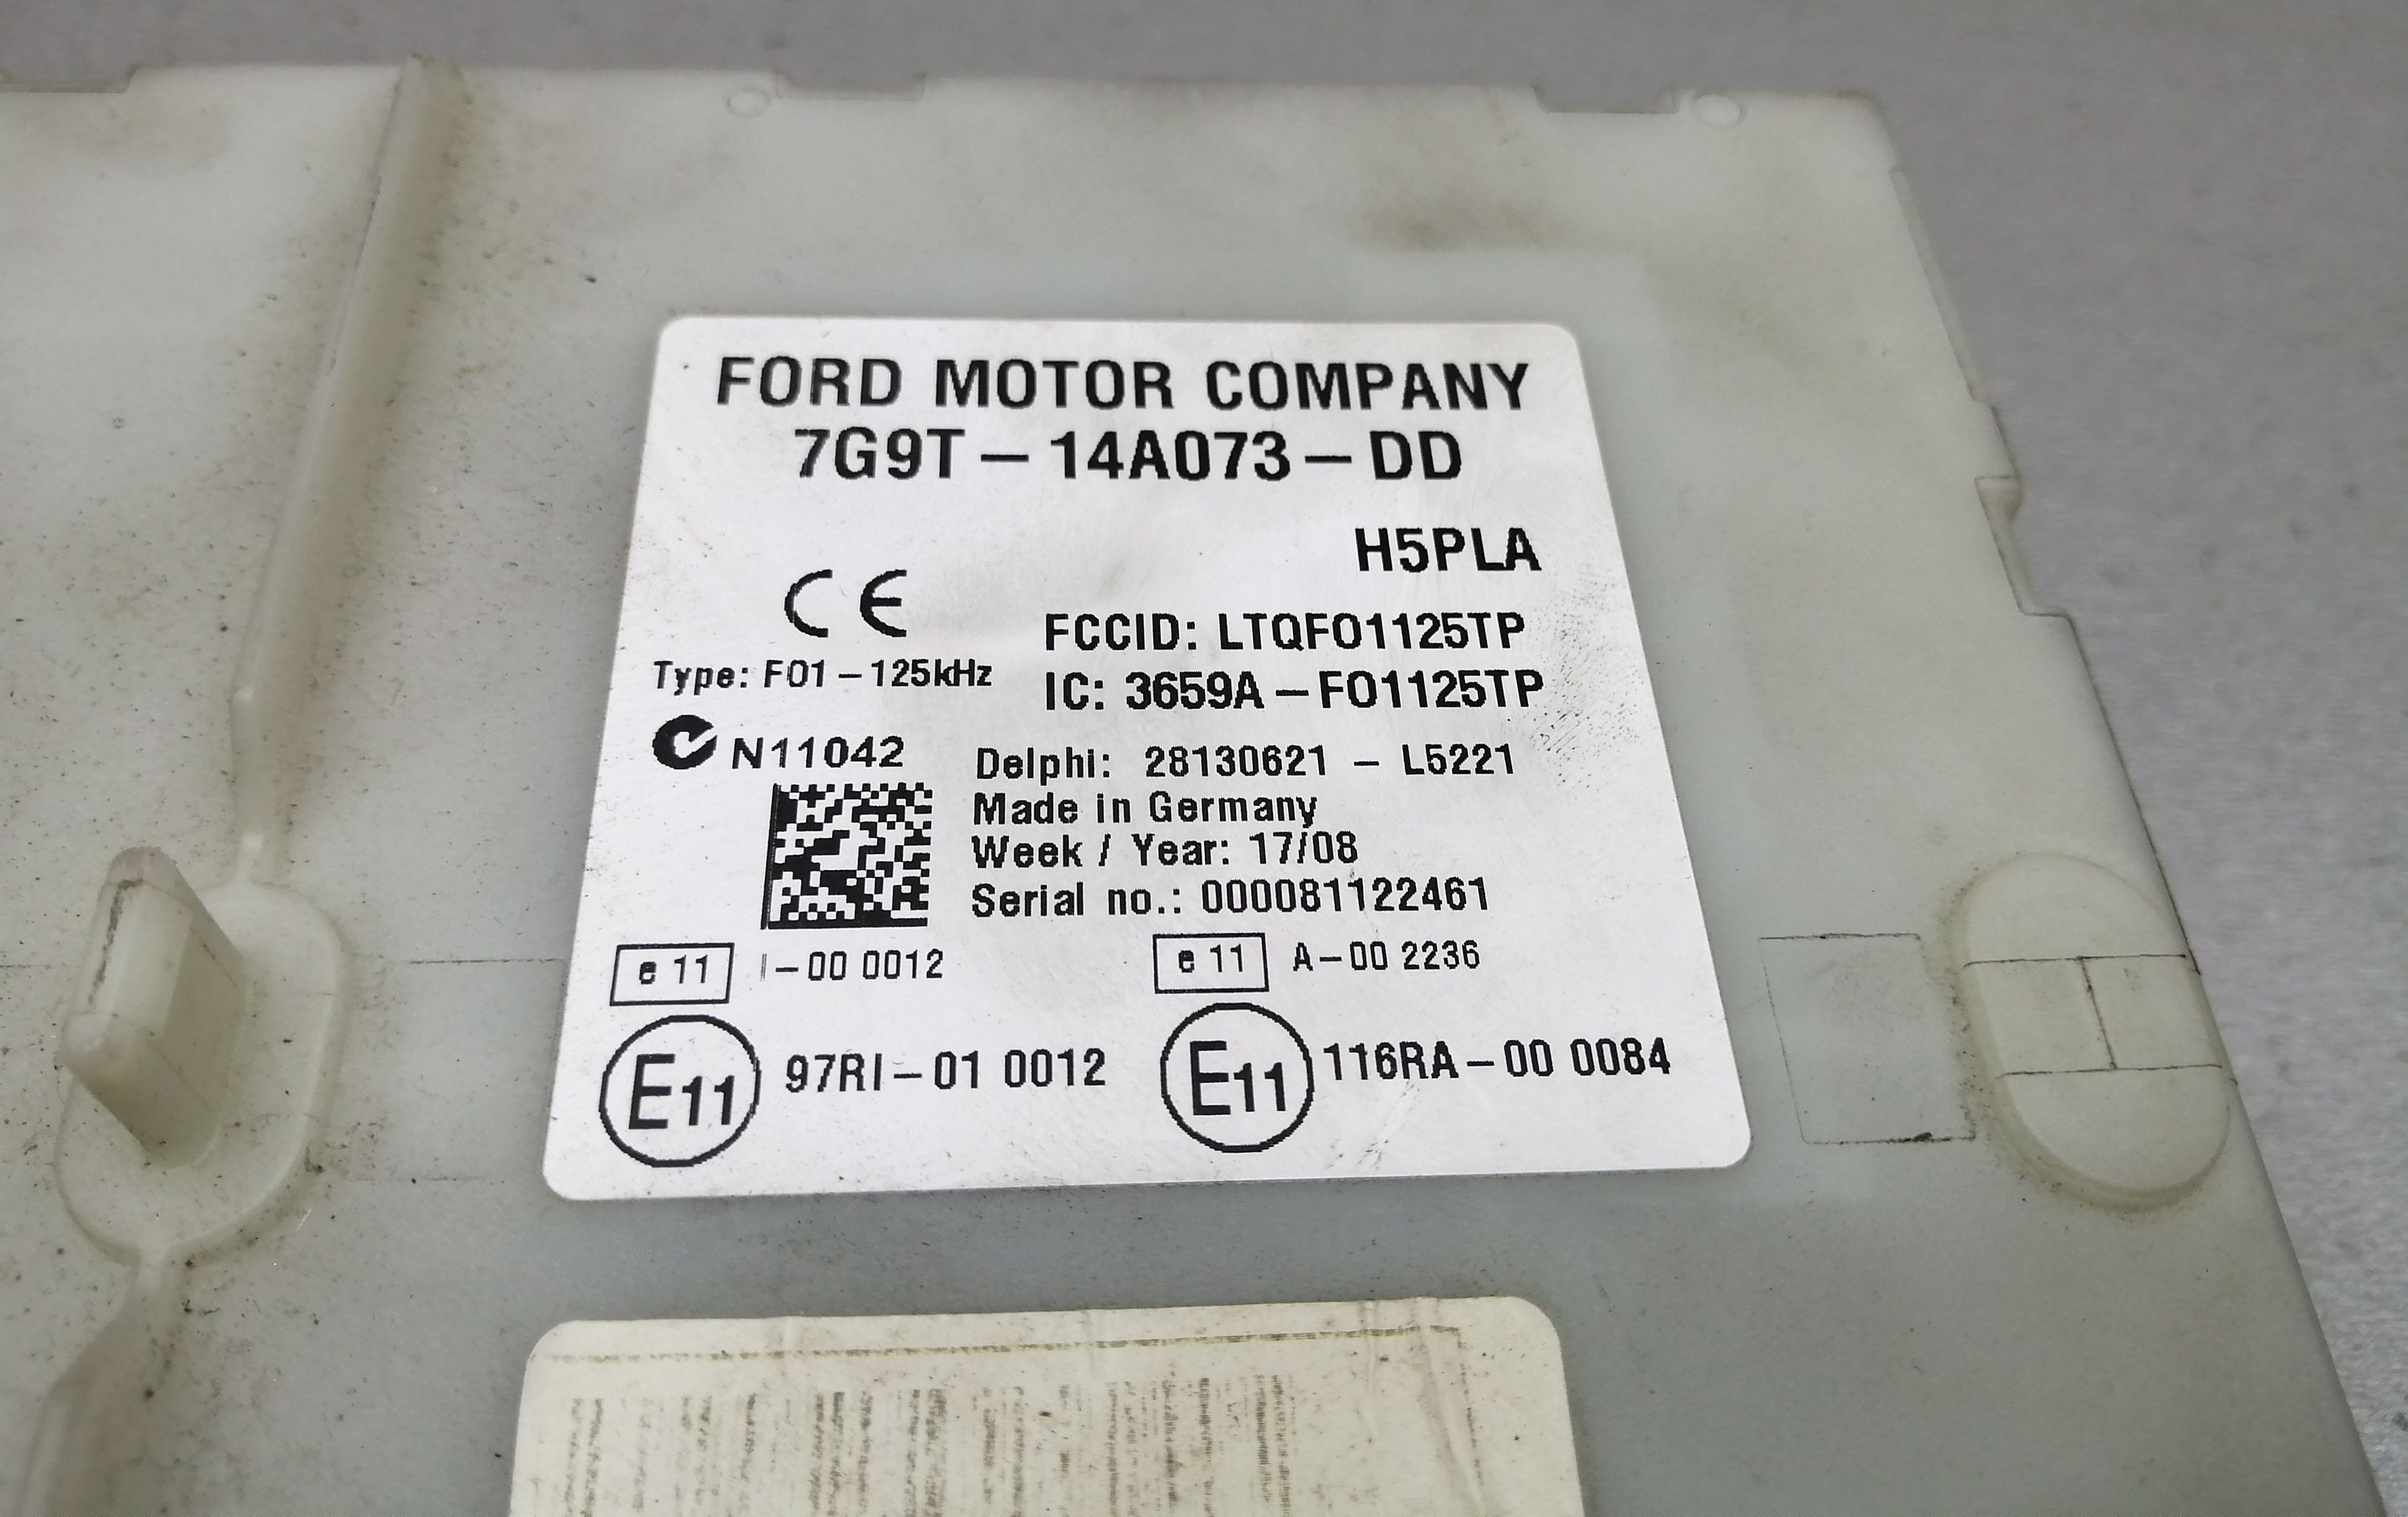 FORD MOTOR COMPANY
7G9T-14A073-DD
H5PLA
CE
FCCID: LTQF01125TP
Type: F01-125kHz
IC: 3659A-F01125TP
N11042
Delphi: 28130621 - L5221
Made in Germany
Week / Year: 17/08
Serial no.: 000081122461
e 11 I-00 0012
e 11 A-00 2236
E11 97RI-01 0012
E11 116RA-00 0084